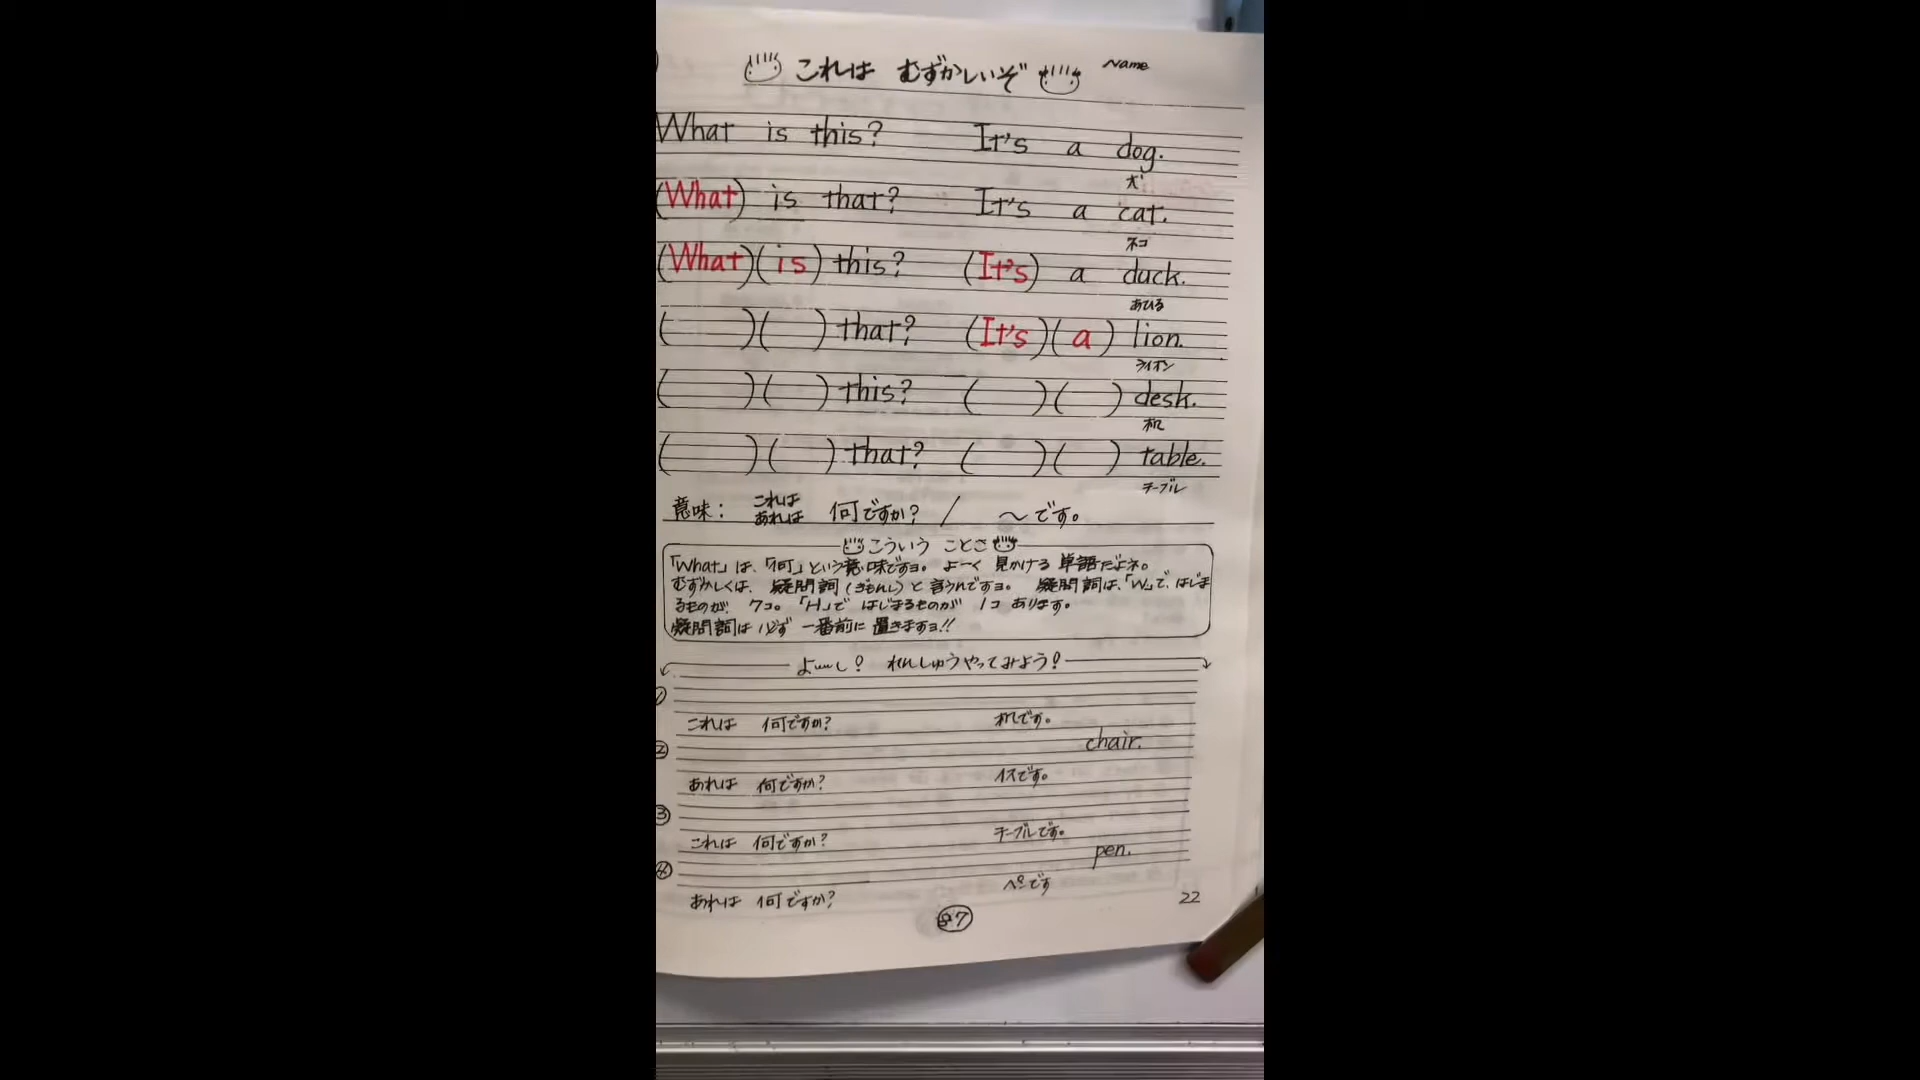 これは むずかしいぞ Name
What is this? It's a dog.
犬
(What) is that? It's a cat.
ネコ
(What)(is) this? (It's) a duck.
あひる
( )( ) that? (It's)(a) lion.
ライオン
( )( ) this? ( )( ) desk.
机
( )( ) that? ( )( ) table.
テーブル
意味: これは あれは 何ですか? / 〜です。
こういう ことさ
「What」は、「何」という意味ですョ。よーく 見かける 単語だよネ。
むずかしくは、疑問詞(ぎもんし)と言うんですョ。 疑問詞は、「W」で、はじま
るものが 7コ。「H」で はじまるものが 1コ あります。
疑問詞は 必ず 一番前に 置きますョ!!
よーし! れんしゅうやってみよう!
①
これは 何ですか? 机です。
② chair.
あれは 何ですか? イスです。
③
これは 何ですか? テーブルです。
④ pen.
あれは 何ですか? ペンです
22
87